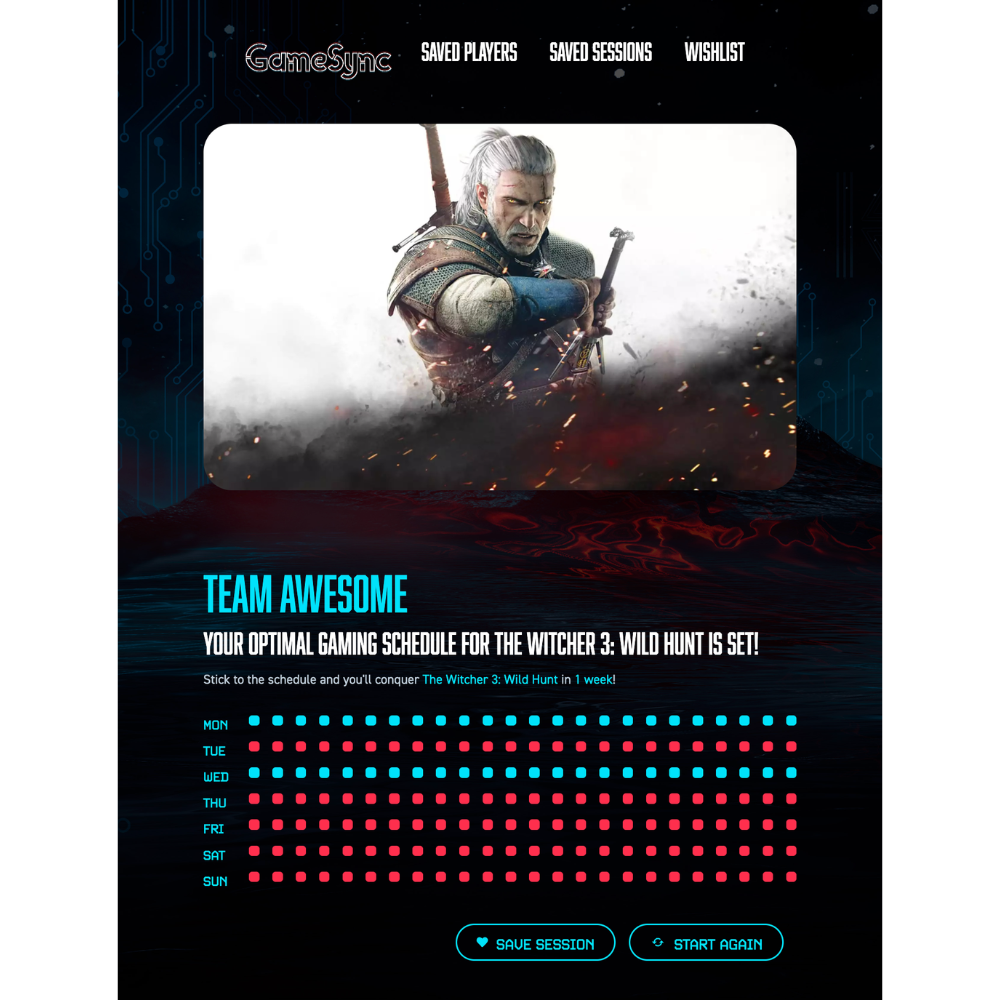 GameSync
SAVED PLAYERS
SAVED SESSIONS
WISHLIST
TEAM AWESOME
YOUR OPTIMAL GAMING SCHEDULE FOR THE WITCHER 3: WILD HUNT IS SET!
Stick to the schedule and you'll conquer The Witcher 3: Wild Hunt in 1 week!
MON
TUE
WED
THU
FRI
SAT
SUN
SAVE SESSION
START AGAIN